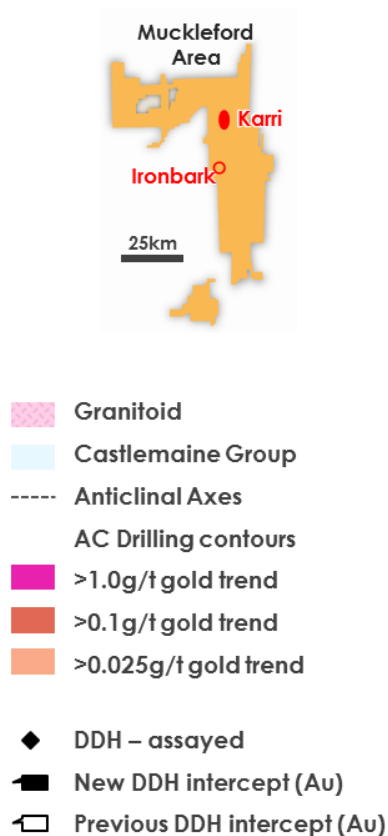 Muckleford
Area
Karri
Ironbark
25km
Granitoid
Castlemaine Group
Anticlinal Axes
AC Drilling contours
>1.0g/t gold trend
>0.1g/t gold trend
>0.025g/t gold trend
DDH – assayed
New DDH intercept (Au)
Previous DDH intercept (Au)